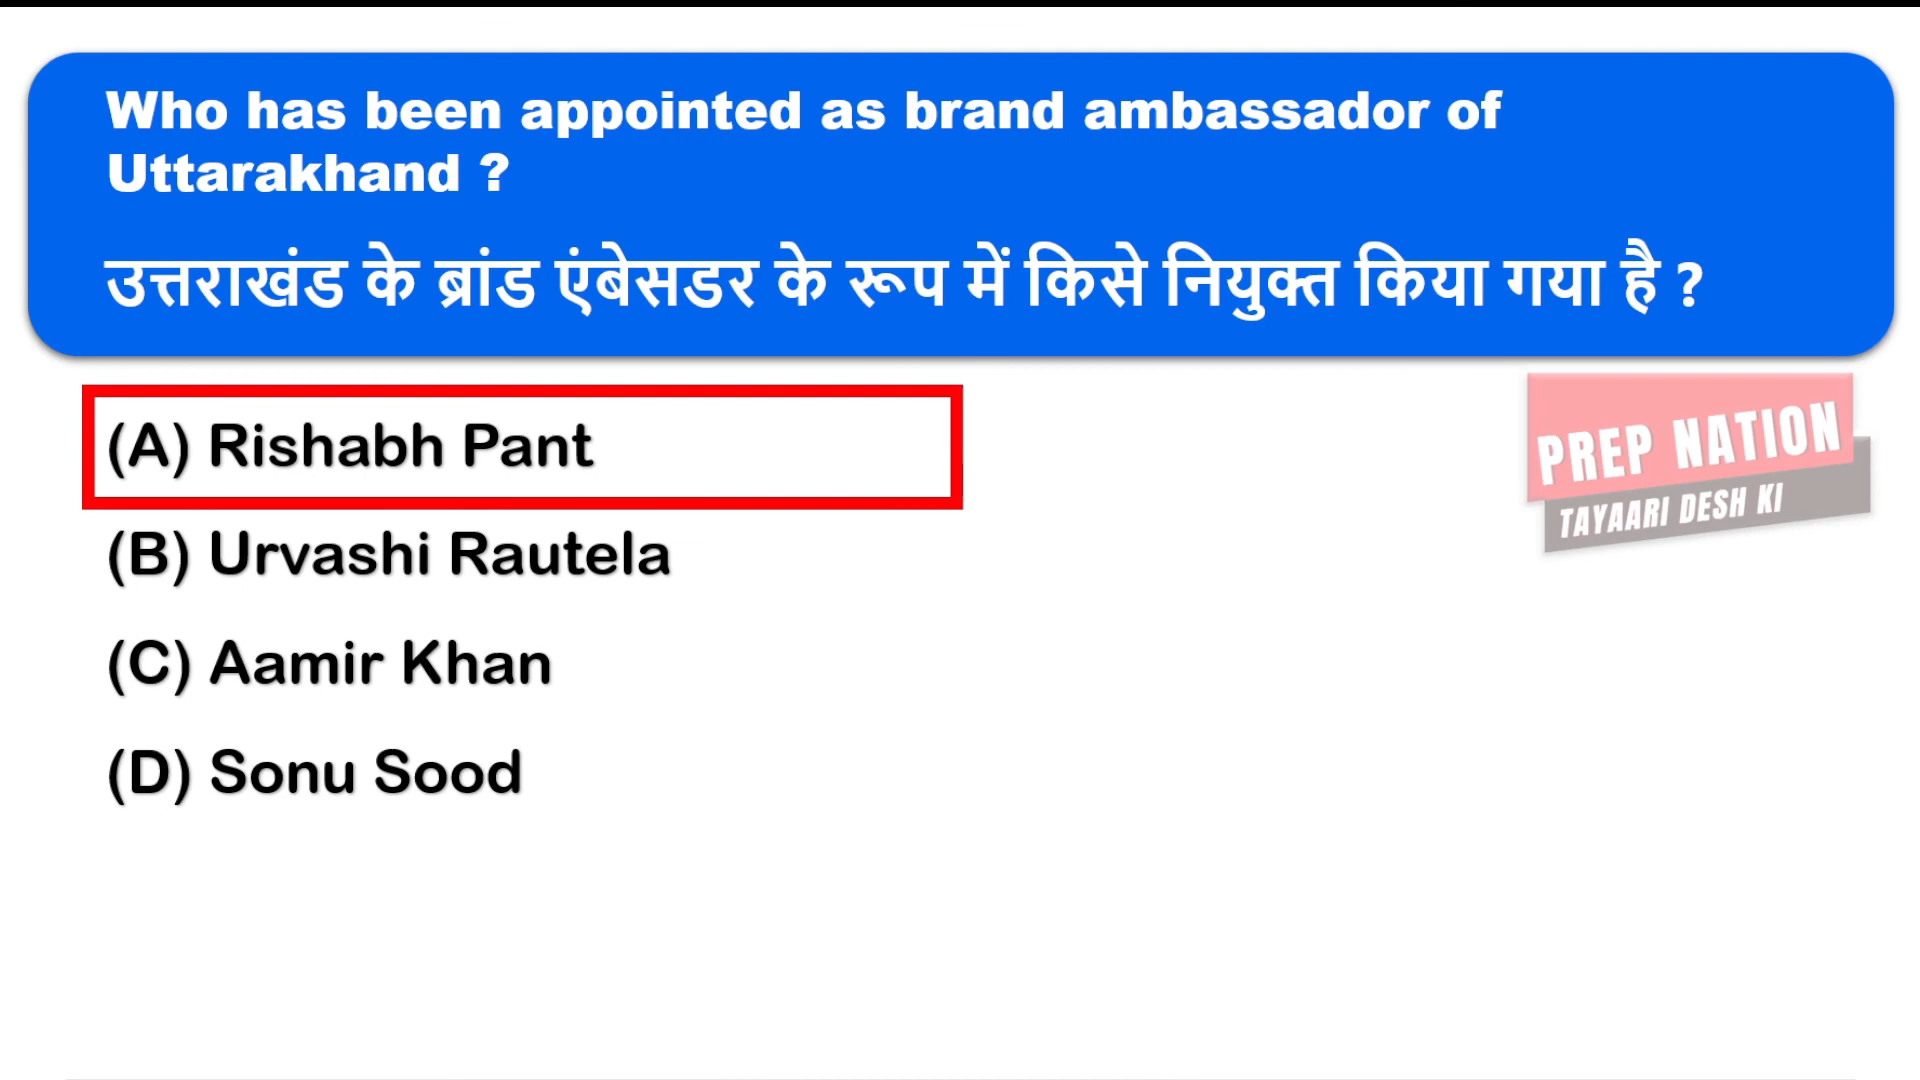 Who has been appointed as brand ambassador of
Uttarakhand ?
उत्तराखंड के ब्रांड एंबेसडर के रूप में किसे नियुक्त किया गया है ?
(A) Rishabh Pant
PREP NATION
TAYAARI DESH KI
(B) Urvashi Rautela
(C) Aamir Khan
(D) Sonu Sood